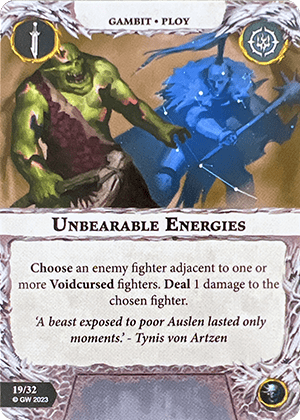 GAMBIT • PLOY
UNBEARABLE ENERGIES
Choose an enemy fighter adjacent to one or
more Voidcursed fighters. Deal 1 damage to the
chosen fighter.
'A beast exposed to poor Auslen lasted only
moments.' - Tynis von Artzen
19/32
© GW 2023